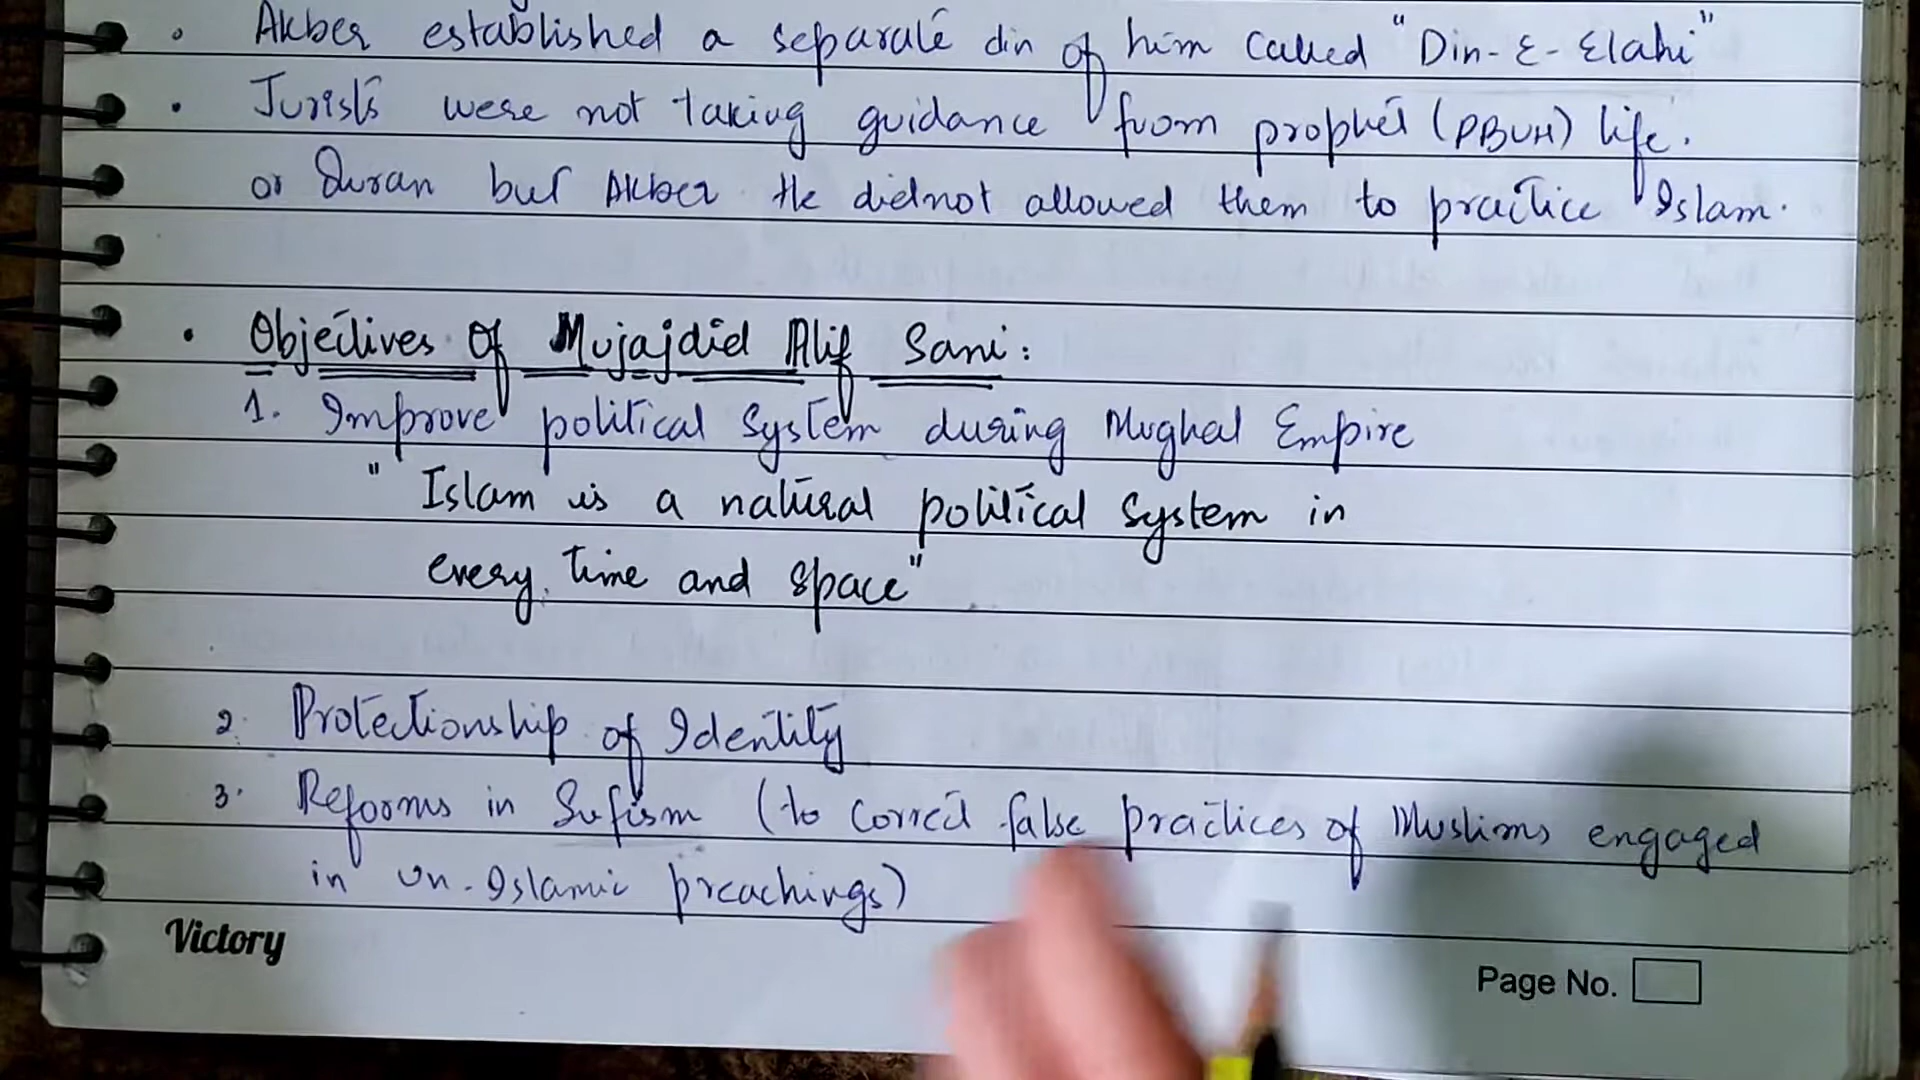 • Akber established a separate din of him called "Din-E-Elahi"
• Jurists were not taking guidance from prophet (PBUH) life.
or Quran but Akber He didnot allowed them to practice Islam.
• Objectives Of Mujajdid Alif Sani:
1. Improve political System during Mughal Empire
" Islam is a natural political System in
every time and space"
2. Protectionship of Identity
3. Reforms in Sufism (to correct false practices of Muslims engaged
in un-Islamic preachings)
Victory
Page No.